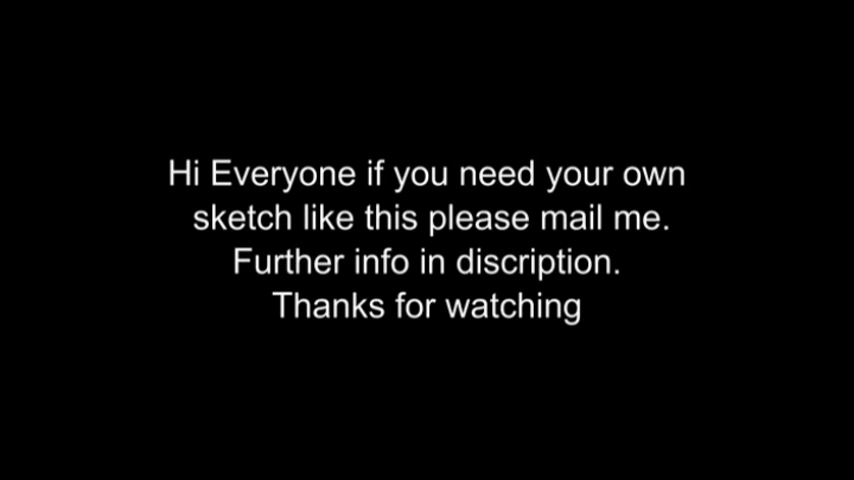 Hi Everyone if you need your own
sketch like this please mail me.
Further info in discription.
Thanks for watching